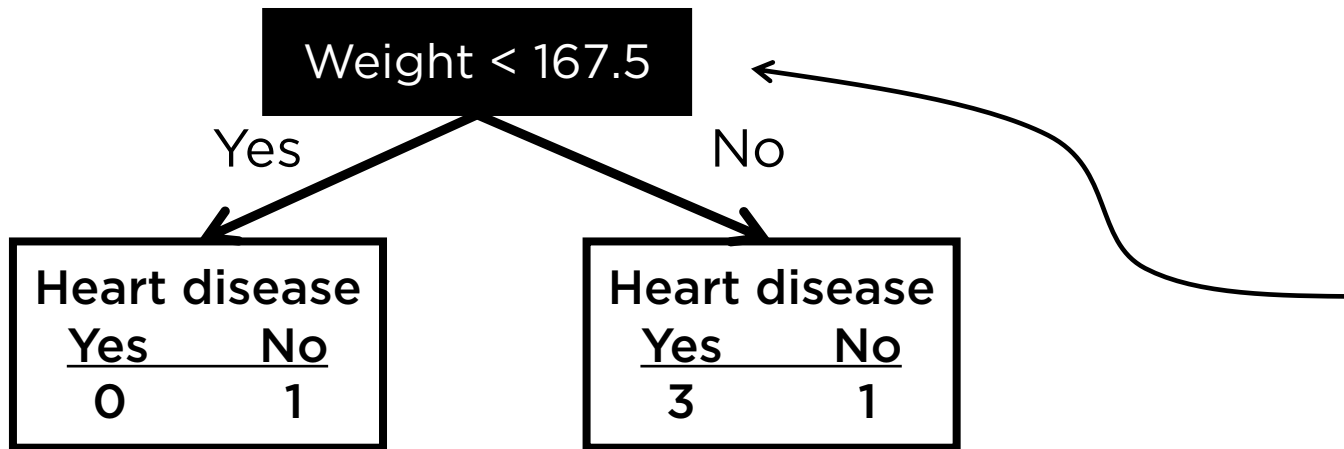 Weight < 167.5
Yes No
Heart disease
Yes No
0 1
Heart disease
Yes No
3 1